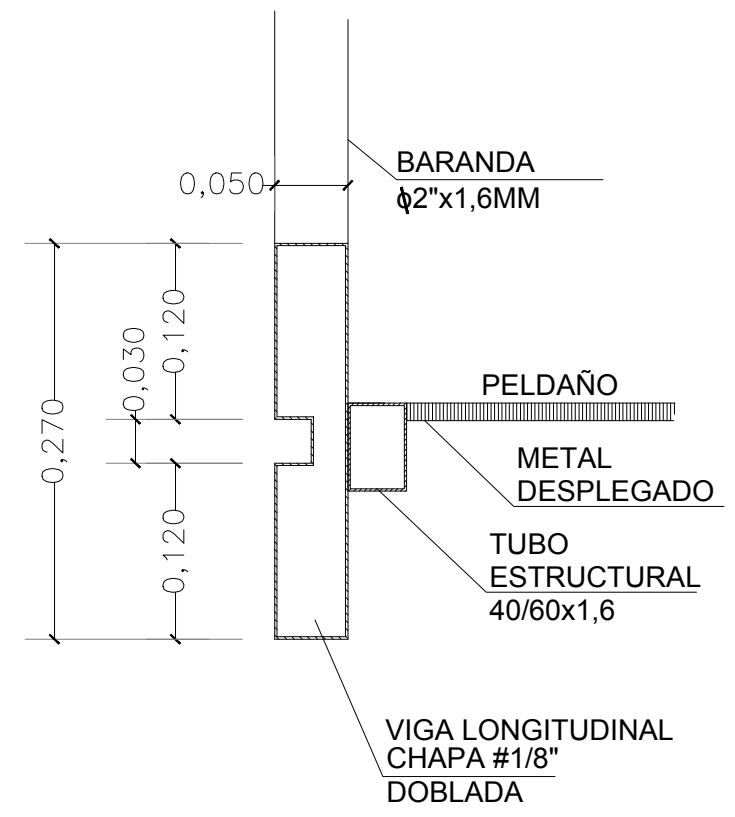 BARANDA
ϕ2"x1,6MM
0,050
0,120
0,030
0,270
0,120
PELDAÑO
METAL
DESPLEGADO
TUBO
ESTRUCTURAL
40/60x1,6
VIGA LONGITUDINAL
CHAPA #1/8"
DOBLADA